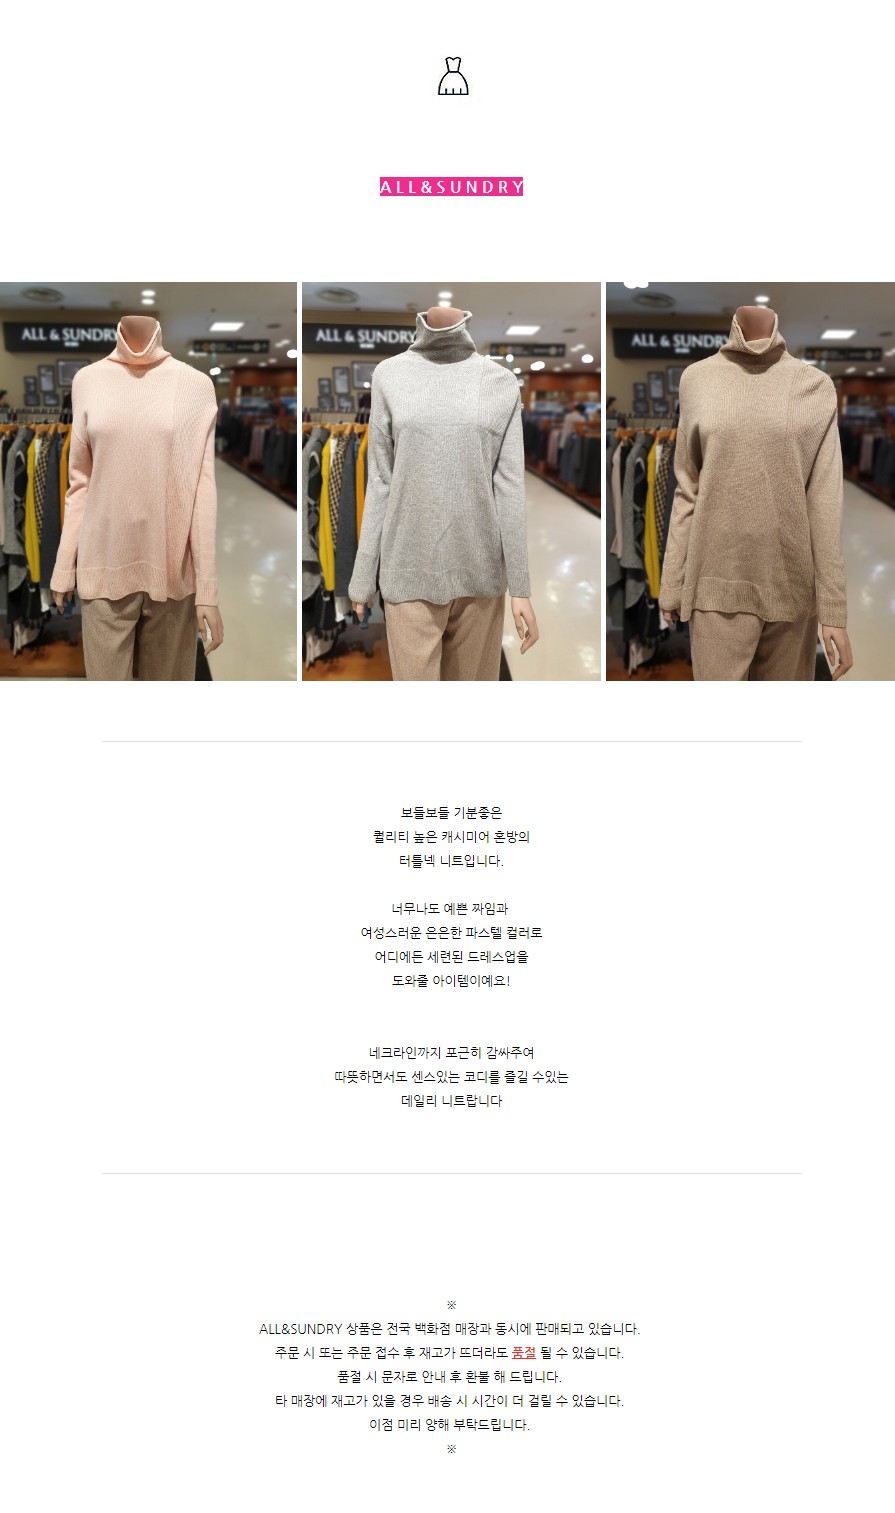 ALL&SUNDRY
ALL & SUNDRY
ALL & SUNDRY
ALL & SUNDRY
보들보들 기분좋은
퀄리티 높은 캐시미어 혼방의
터틀넥 니트입니다.
너무나도 예쁜 짜임과
여성스러운 은은한 파스텔 컬러로
어디에든 세련된 드레스업을
도와줄 아이템이예요!
네크라인까지 포근히 감싸주여
따뜻하면서도 센스있는 코디를 즐길 수있는
데일리 니트랍니다
※
ALL&SUNDRY 상품은 전국 백화점 매장과 동시에 판매되고 있습니다.
주문 시 또는 주문 접수 후 재고가 뜨더라도 품절 될 수 있습니다.
품절 시 문자로 안내 후 환불 해 드립니다.
타 매장에 재고가 있을 경우 배송 시 시간이 더 걸릴 수 있습니다.
이점 미리 양해 부탁드립니다.
※